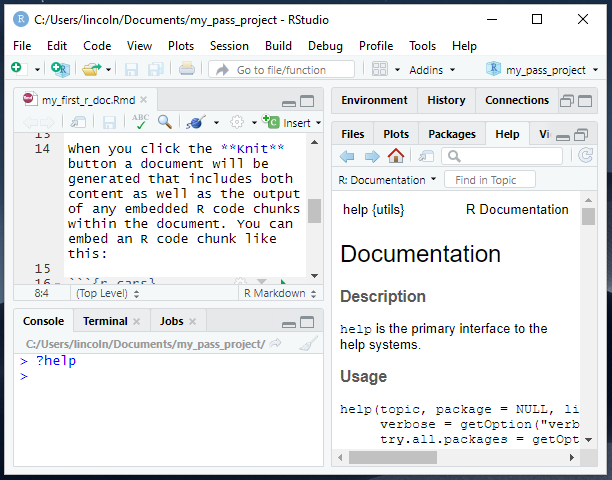 C:/Users/lincoln/Documents/my_pass_project - RStudio
File Edit Code View Plots Session Build Debug Profile Tools Help
Go to file/function Addins my_pass_project
my_first_r_doc.Rmd
ABC Insert
13
14 when you click the **Knit**
button a document will be
generated that includes both
content as well as the output
of any embedded R code chunks
within the document. You can
embed an R code chunk like
this:
15
16 ```{r cars}
8:4 (Top Level) R Markdown
Console Terminal Jobs
C:/Users/lincoln/Documents/my_pass_project/
> ?help
>
Environment History Connections
Files Plots Packages Help
R: Documentation Find in Topic
help {utils} R Documentation
Documentation
Description
help is the primary interface to the
help systems.
Usage
help(topic, package = NULL, li
verbose = getOption("verb
try.all.packages = getOpt